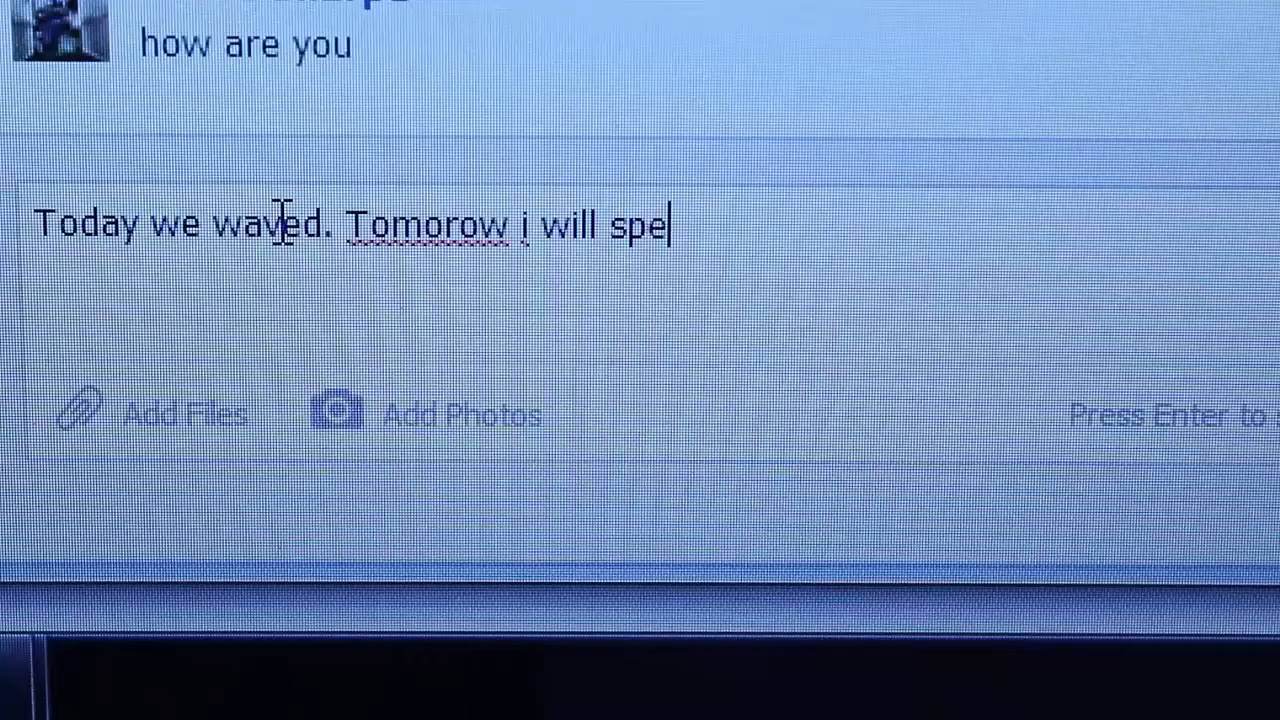 how are you
Today we waved. Tomorow i will spe
Add Files
Add Photos
Press Enter to